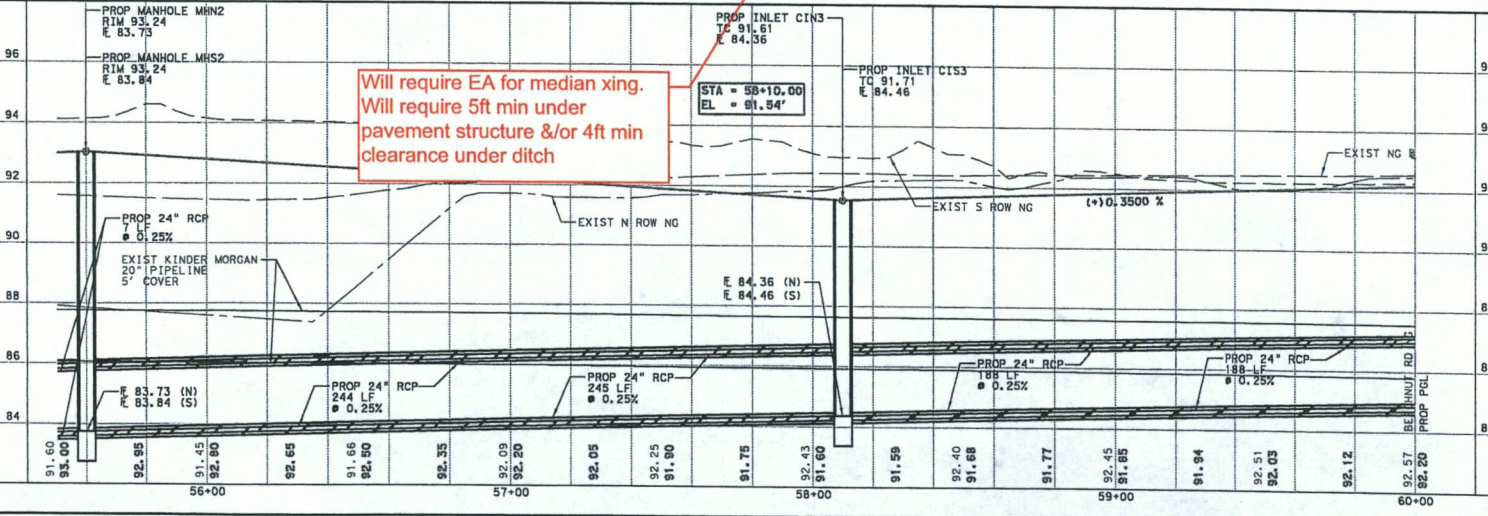 PROP MANHOLE MHN2
RIM 93.24
FL 83.73
PROP MANHOLE MHS2
RIM 93.24
FL 83.84
Will require EA for median xing.
Will require 5ft min under
pavement structure &/or 4ft min
clearance under ditch
PROP INLET CIN3
TC 91.61
FL 84.36
STA = 58+10.00
EL = 91.54'
PROP INLET CIS3
TC 91.71
FL 84.46
96
94
92
90
88
86
84
9
9
9
9
8
8
8
EXIST NG B
EXIST S ROW NG
(+)0.3500 %
EXIST N ROW NG
PROP 24" RCP
7 LF
@ 0.25%
EXIST KINDER MORGAN
20" PIPELINE
5' COVER
FL 84.36 (N)
FL 84.46 (S)
FL 83.73 (N)
FL 83.84 (S)
PROP 24" RCP
244 LF
@ 0.25%
PROP 24" RCP
245 LF
@ 0.25%
PROP 24" RCP
188 LF
@ 0.25%
PROP 24" RCP
188 LF
@ 0.25%
RD
PROP PGL
91.60
93.00
92.95
91.45
92.80
92.65
91.66
92.50
92.35
92.09
92.20
92.05
92.25
91.90
91.75
92.43
91.60
91.59
92.40
91.68
91.77
92.45
91.85
91.94
92.51
92.03
92.12
92.57
92.20
56+00
57+00
58+00
59+00
60+00